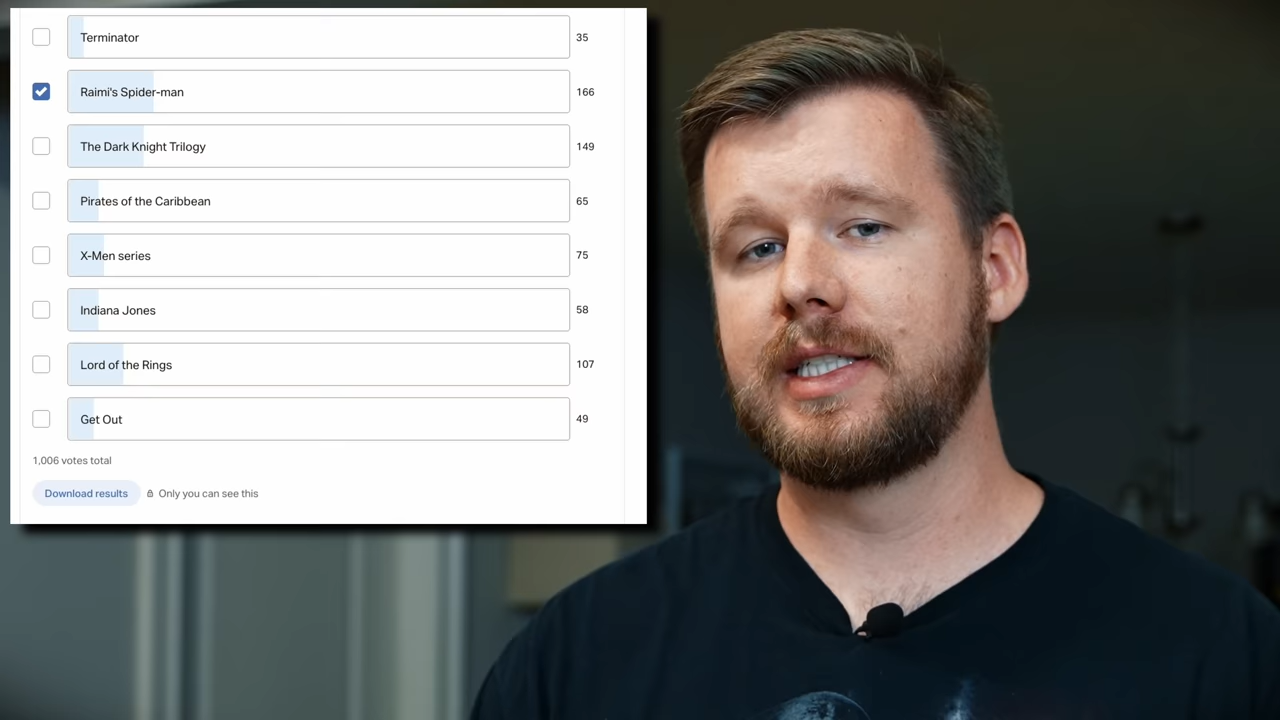 Terminator 35
Raimi's Spider-man 166
The Dark Knight Trilogy 149
Pirates of the Caribbean 65
X-Men series 75
Indiana Jones 58
Lord of the Rings 107
Get Out 49
1,006 votes total
Download results Only you can see this